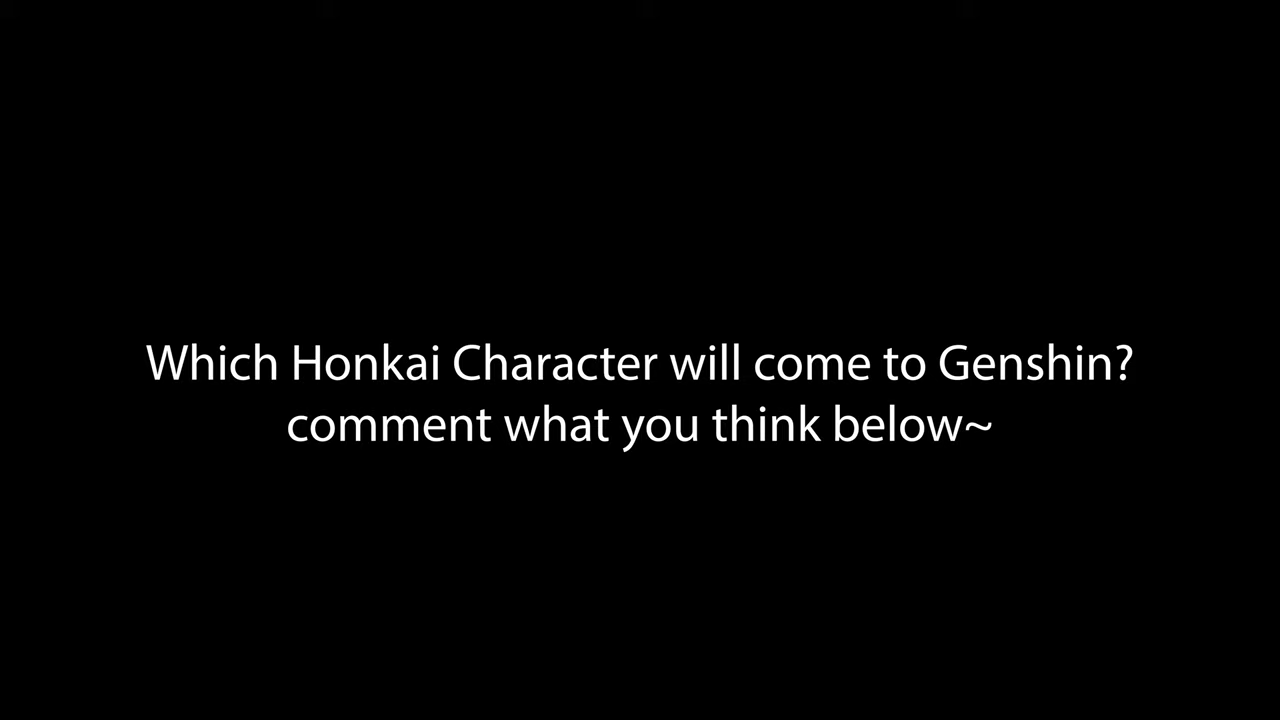 Which Honkai Character will come to Genshin?
comment what you think below~